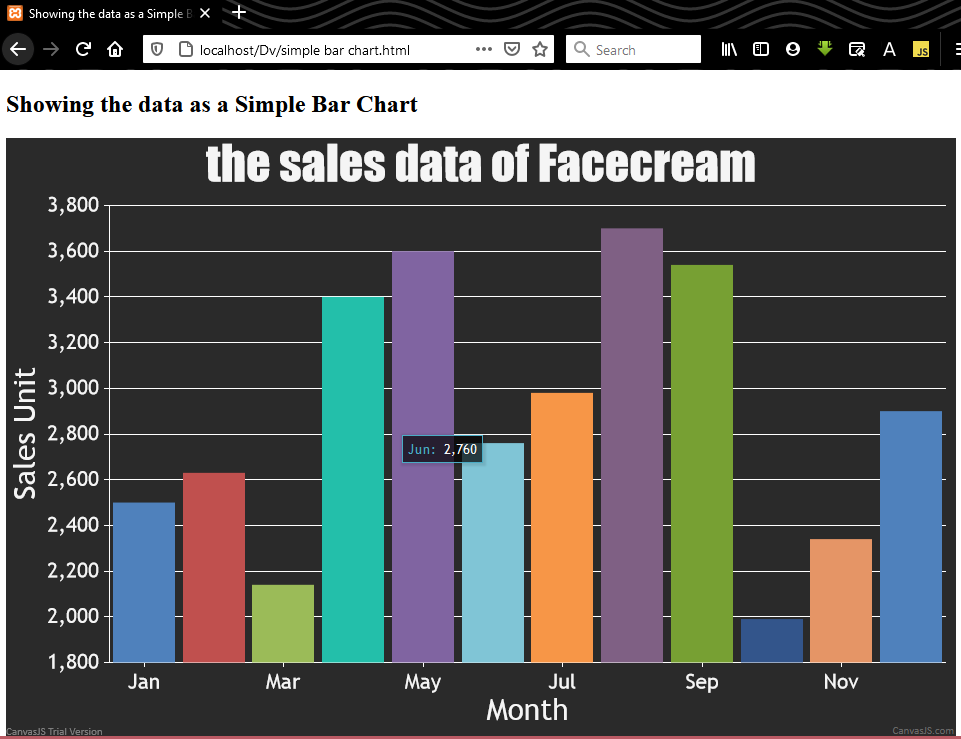 Showing the data as a Simple B
localhost/Dv/simple bar chart.html
Search
A
JS
Showing the data as a Simple Bar Chart
the sales data of Facecream
3,800
3,600
3,400
3,200
3,000
2,800
2,600
2,400
2,200
2,000
1,800
Sales Unit
Jun: 2,760
Jan Mar May Jul Sep Nov
Month
CanvasJS Trial Version
CanvasJS.com